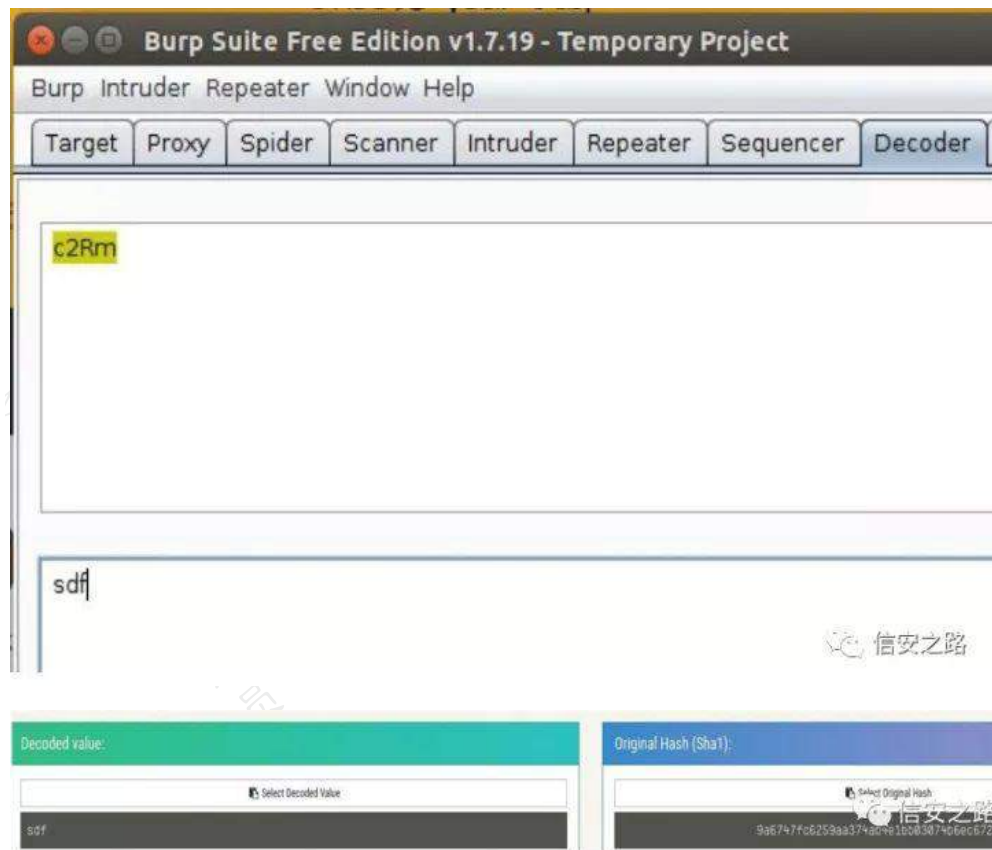 Burp Suite Free Edition v1.7.19 - Temporary Project
Burp Intruder Repeater Window Help
Target Proxy Spider Scanner Intruder Repeater Sequencer Decoder
c2Rm
sdf
信安之路
Decoded value:
Original Hash (Sha1):
Select Decoded Value
Select Original Hash
信安之路
sdf